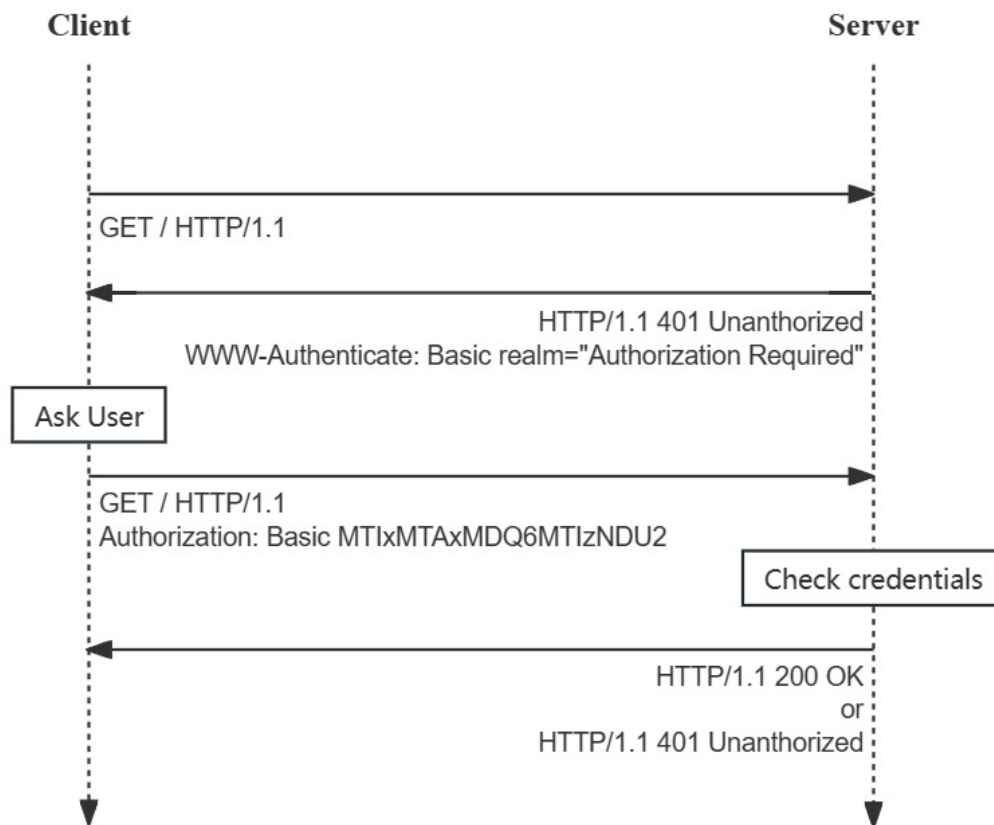 Client
Server
GET / HTTP/1.1
HTTP/1.1 401 Unanthorized
WWW-Authenticate: Basic realm="Authorization Required"
Ask User
GET / HTTP/1.1
Authorization: Basic MTIxMTAxMDQ6MTIzNDU2
Check credentials
HTTP/1.1 200 OK
or
HTTP/1.1 401 Unanthorized